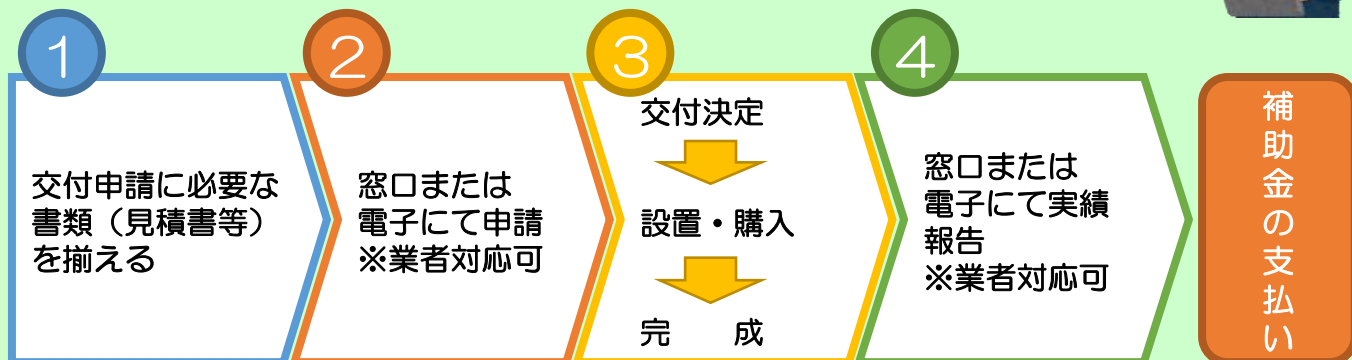 1
交付申請に必要な
書類（見積書等）
を揃える
2
窓口または
電子にて申請
※業者対応可
3
交付決定
設置・購入
完　　成
4
窓口または
電子にて実績
報告
※業者対応可
補助金の支払い